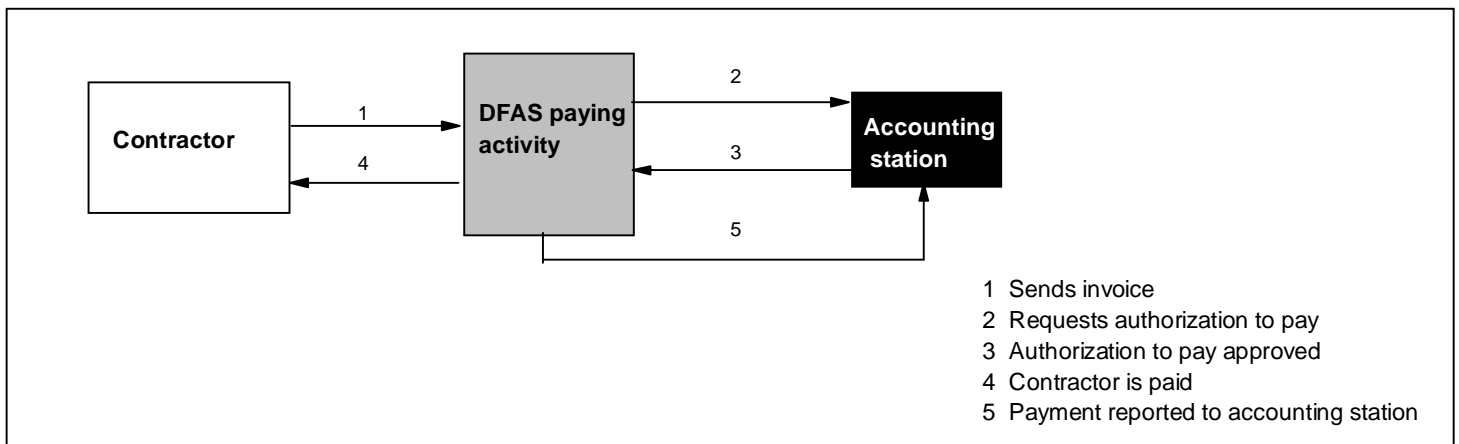 Contractor
1
4
DFAS paying
activity
2
3
5
Accounting
station
1 Sends invoice
2 Requests authorization to pay
3 Authorization to pay approved
4 Contractor is paid
5 Payment reported to accounting station